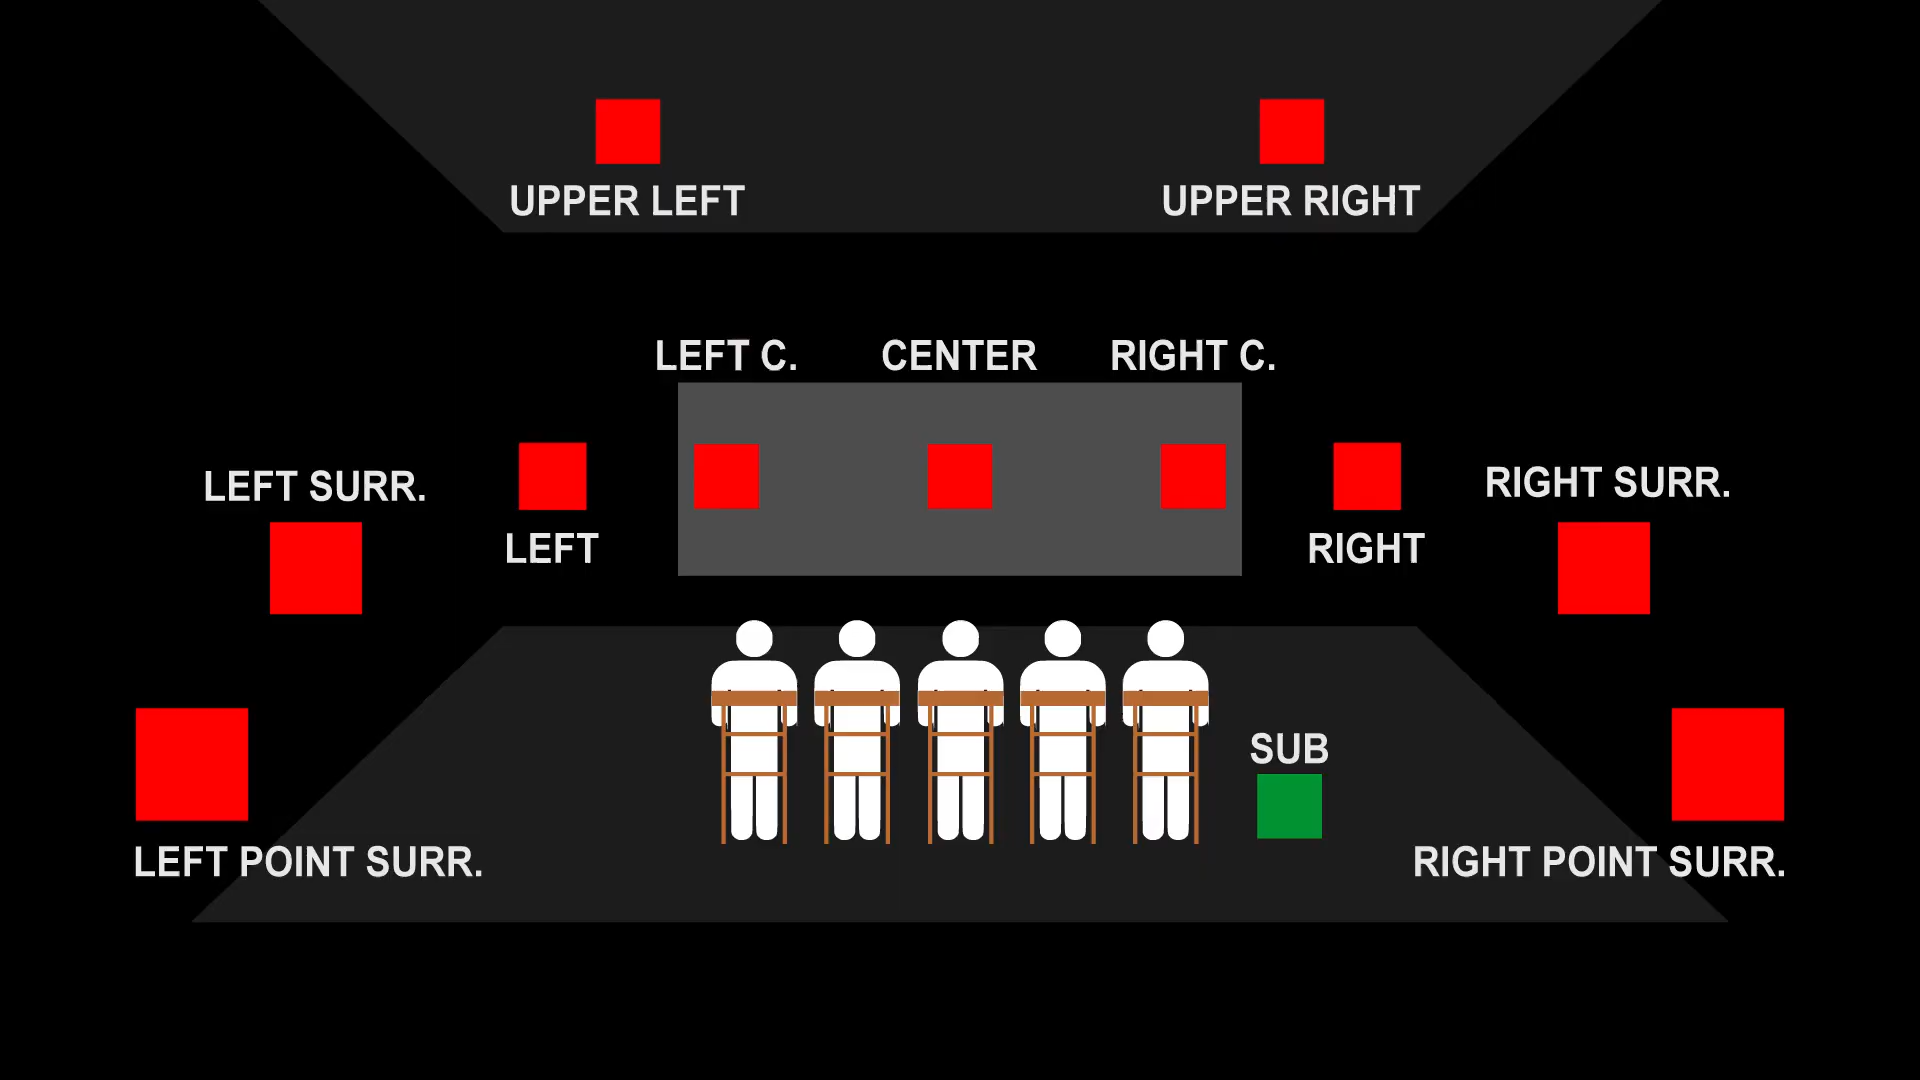 UPPER LEFT
UPPER RIGHT
LEFT C.
CENTER
RIGHT C.
LEFT SURR.
RIGHT SURR.
LEFT
RIGHT
SUB
LEFT POINT SURR.
RIGHT POINT SURR.